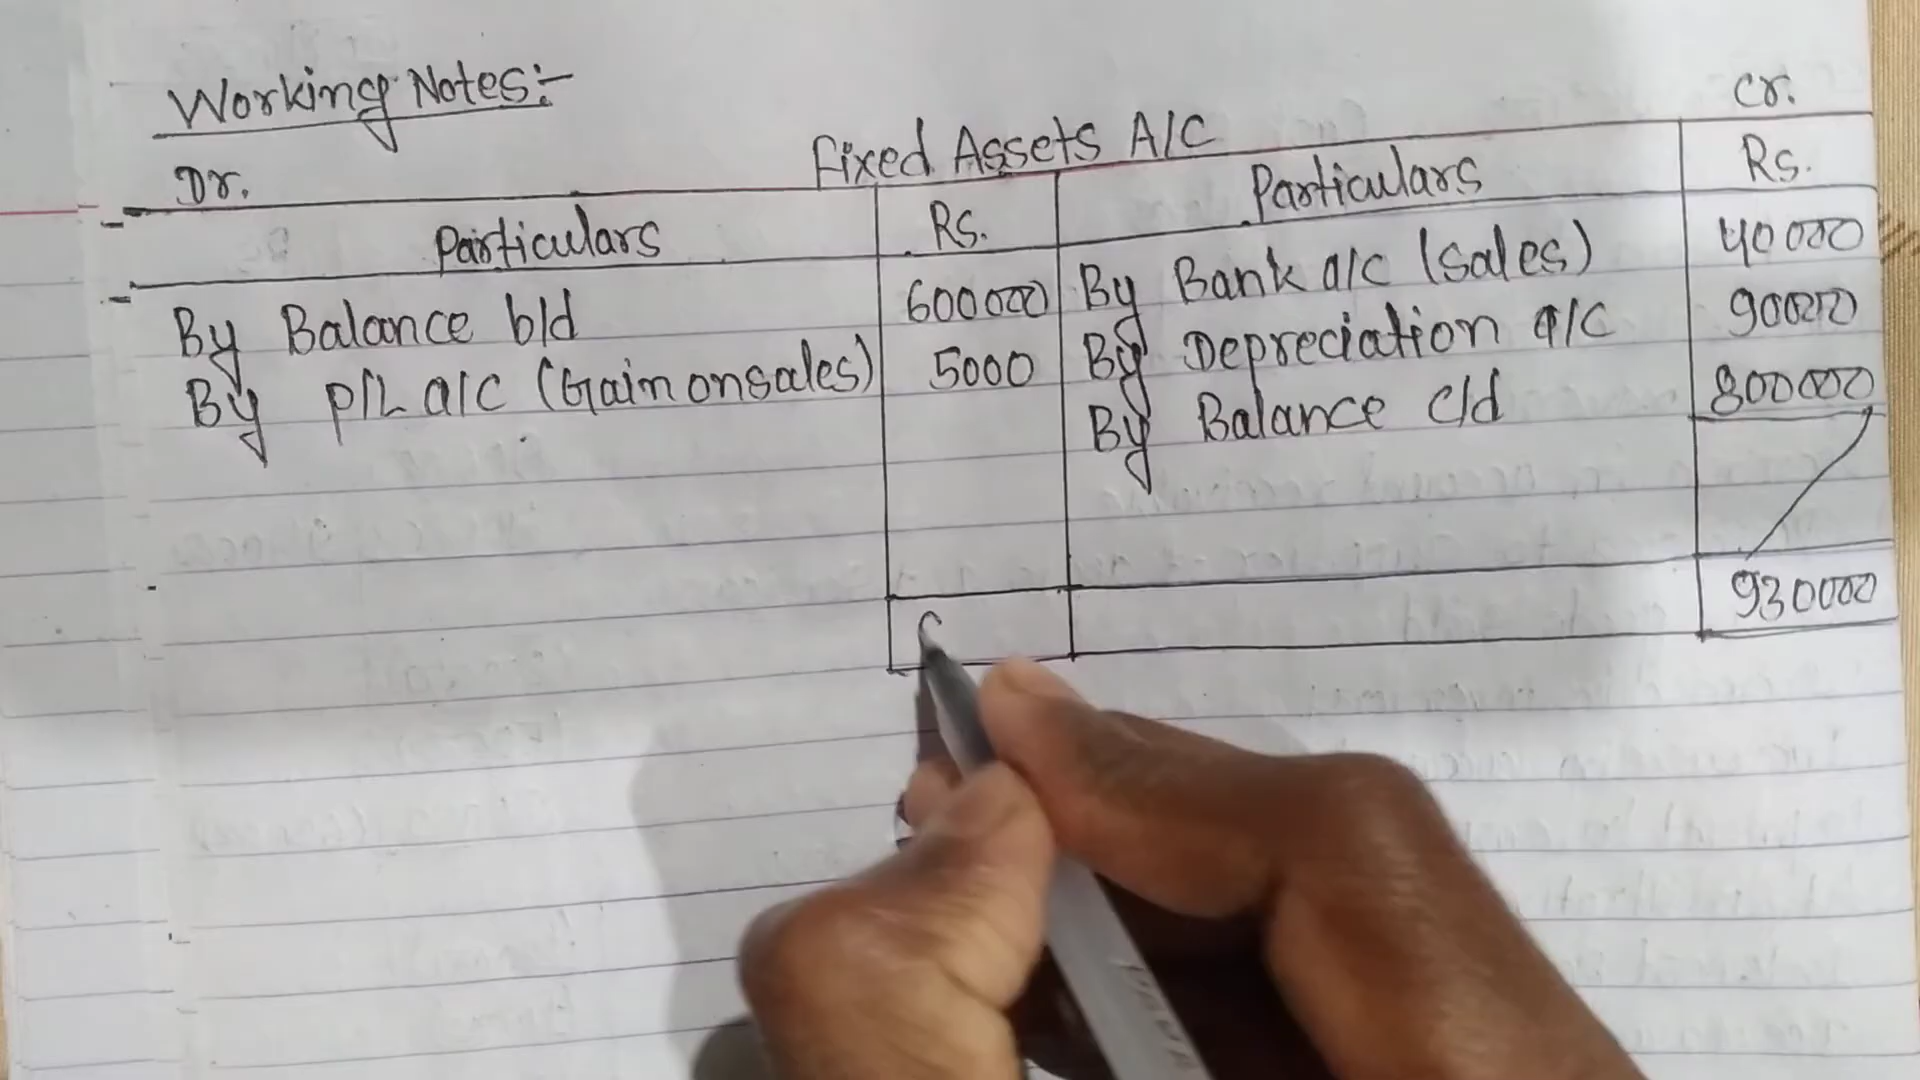 Working Notes:-
Dr. Fixed Assets A/C Cr.
Particulars Rs. Particulars Rs.
By Balance b/d 600000 By Bank a/c (sales) 40000
By P/L a/c (Gain on sales) 5000 By Depreciation a/c 90000
By Balance c/d 800000
930000